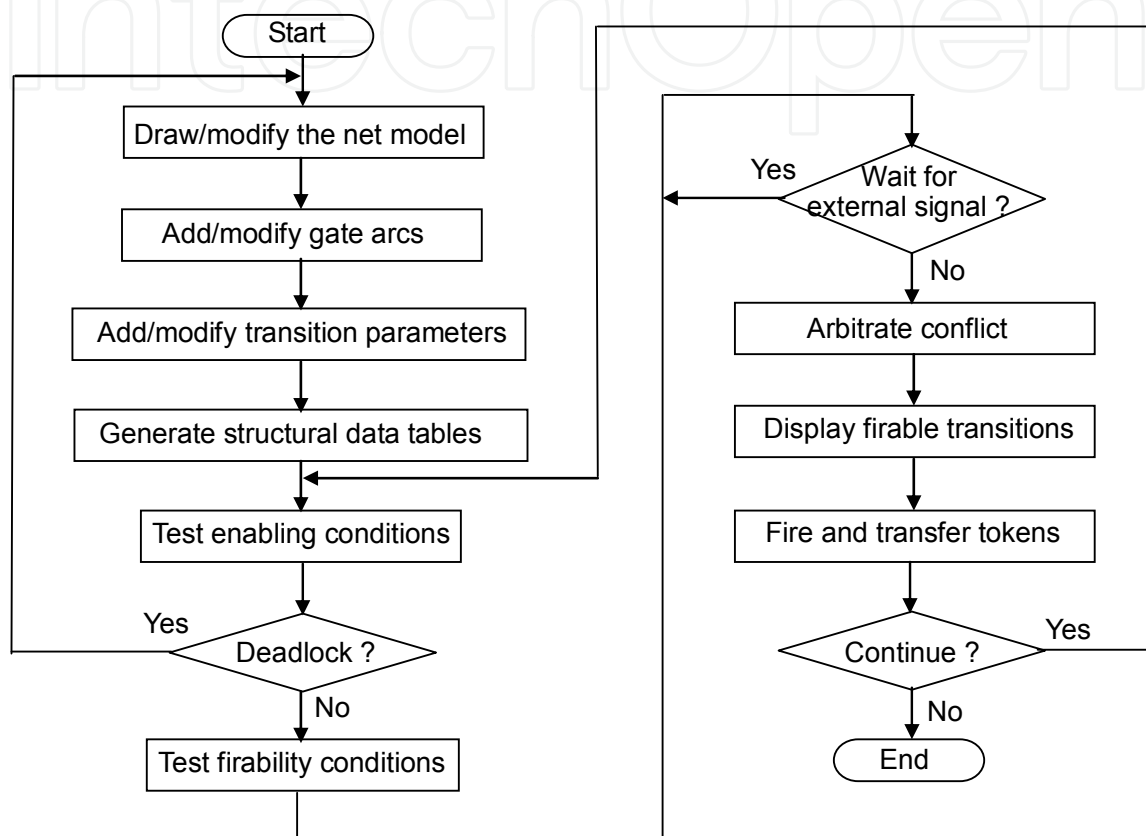 IntechOpen
Start
Draw/modify the net model
Add/modify gate arcs
Add/modify transition parameters
Generate structural data tables
Test enabling conditions
Yes
Deadlock ?
No
Test firability conditions
Yes
Wait for
external signal ?
No
Arbitrate conflict
Display firable transitions
Fire and transfer tokens
Continue ?
Yes
No
End